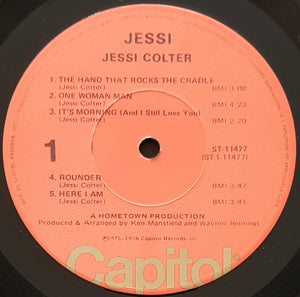 JESSI
JESSI COLTER
1. THE HAND THAT ROCKS THE CRADLE
(Jessi Colter) BMI 3:08
2. ONE WOMAN MAN
(Jessi Colter) BMI 4:23
3. IT'S MORNING (And I Still Love You)
(Jessi Colter) BMI 2:20
1
ST-11477
(ST 1-11477)
4. ROUNDER
(Jessi Colter) BMI 3:47
5. HERE I AM
(Jessi Colter) BMI 3:41
A HOMETOWN PRODUCTION
Produced & Arranged by Ken Mansfield and Waylon Jennings
1976 Capitol Records, Inc.
Capitol